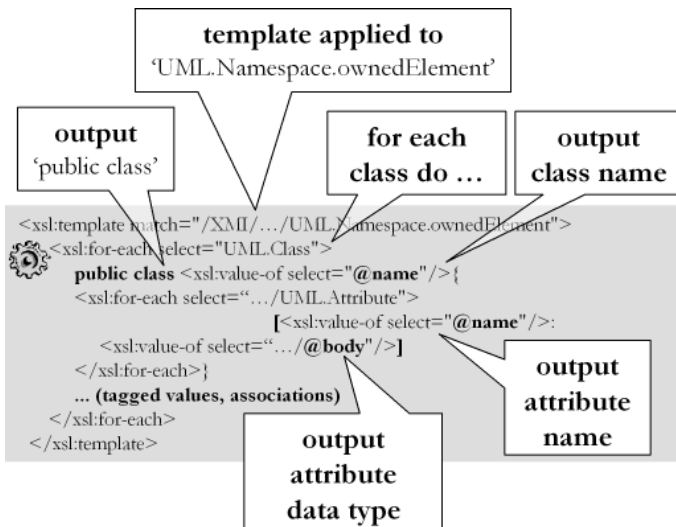 template applied to
‘UML.Namespace.ownedElement’
output
‘public class’
for each
class do …
output
class name
<xsl:template match="/XMI/…/UML.Namespace.ownedElement">
<xsl:for-each select="UML.Class">
public class <xsl:value-of select="@name"/>{
<xsl:for-each select=“…/UML.Attribute">
[<xsl:value-of select="@name"/>:
<xsl:value-of select=“…/@body"/>]
</xsl:for-each>}
... (tagged values, associations)
</xsl:for-each>
</xsl:template>
output
attribute
name
output
attribute
data type